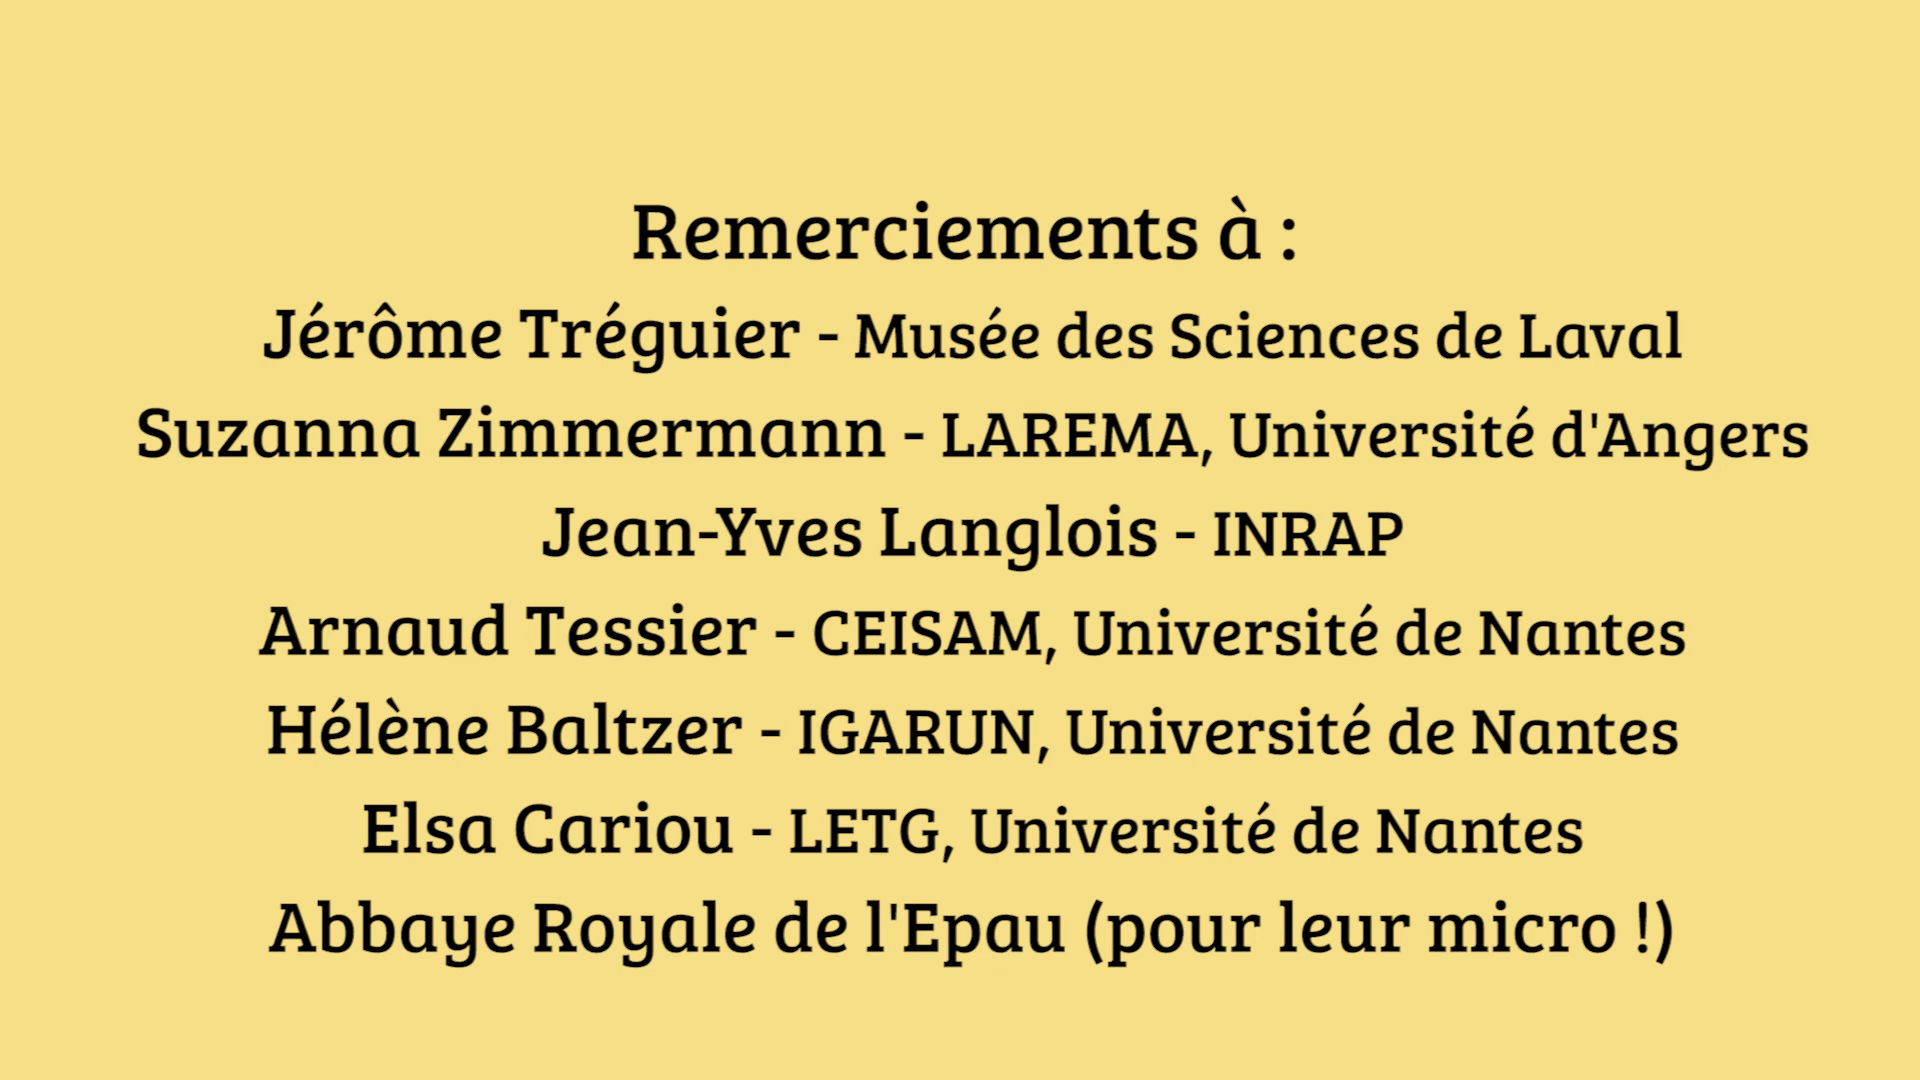 Remerciements à :
Jérôme Tréguier - Musée des Sciences de Laval
Suzanna Zimmermann - LAREMA, Université d'Angers
Jean-Yves Langlois - INRAP
Arnaud Tessier - CEISAM, Université de Nantes
Hélène Baltzer - IGARUN, Université de Nantes
Elsa Cariou - LETG, Université de Nantes
Abbaye Royale de l'Epau (pour leur micro !)